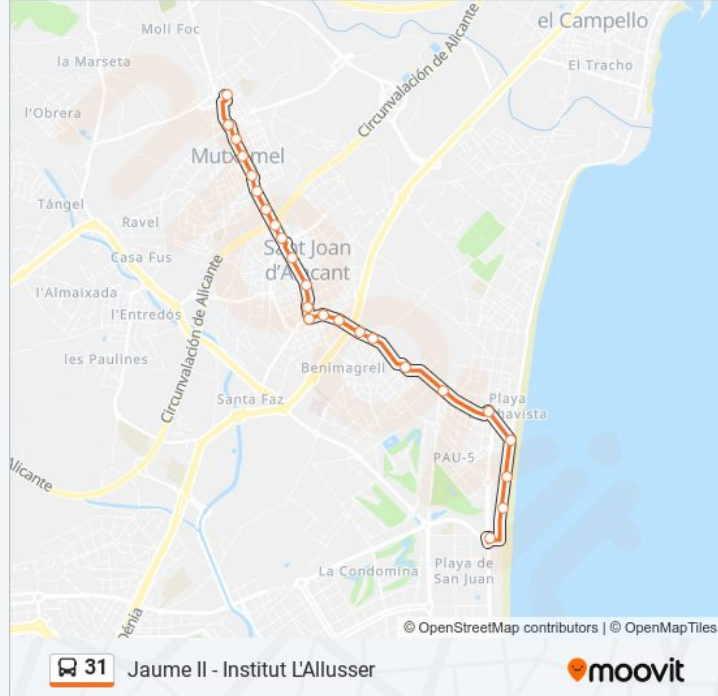 Molí Foc
el Campello
la Marseta
El Tracho
Circunvalación de Alicante
l'Obrera
Mutxamel
Tángel
Ravel
Sant Joan
d'Alacant
Casa Fus
l'Almaixada
l'Entredós
les Paulines
Circunvalación de Alicante
Benimagrell
Santa Faz
Playa
PAU-5
Alicante
La Condomina
Playa de
San Juan
© OpenStreetMap contributors | © OpenMapTiles
31 Jaume II - Institut L'Allusser
moovit